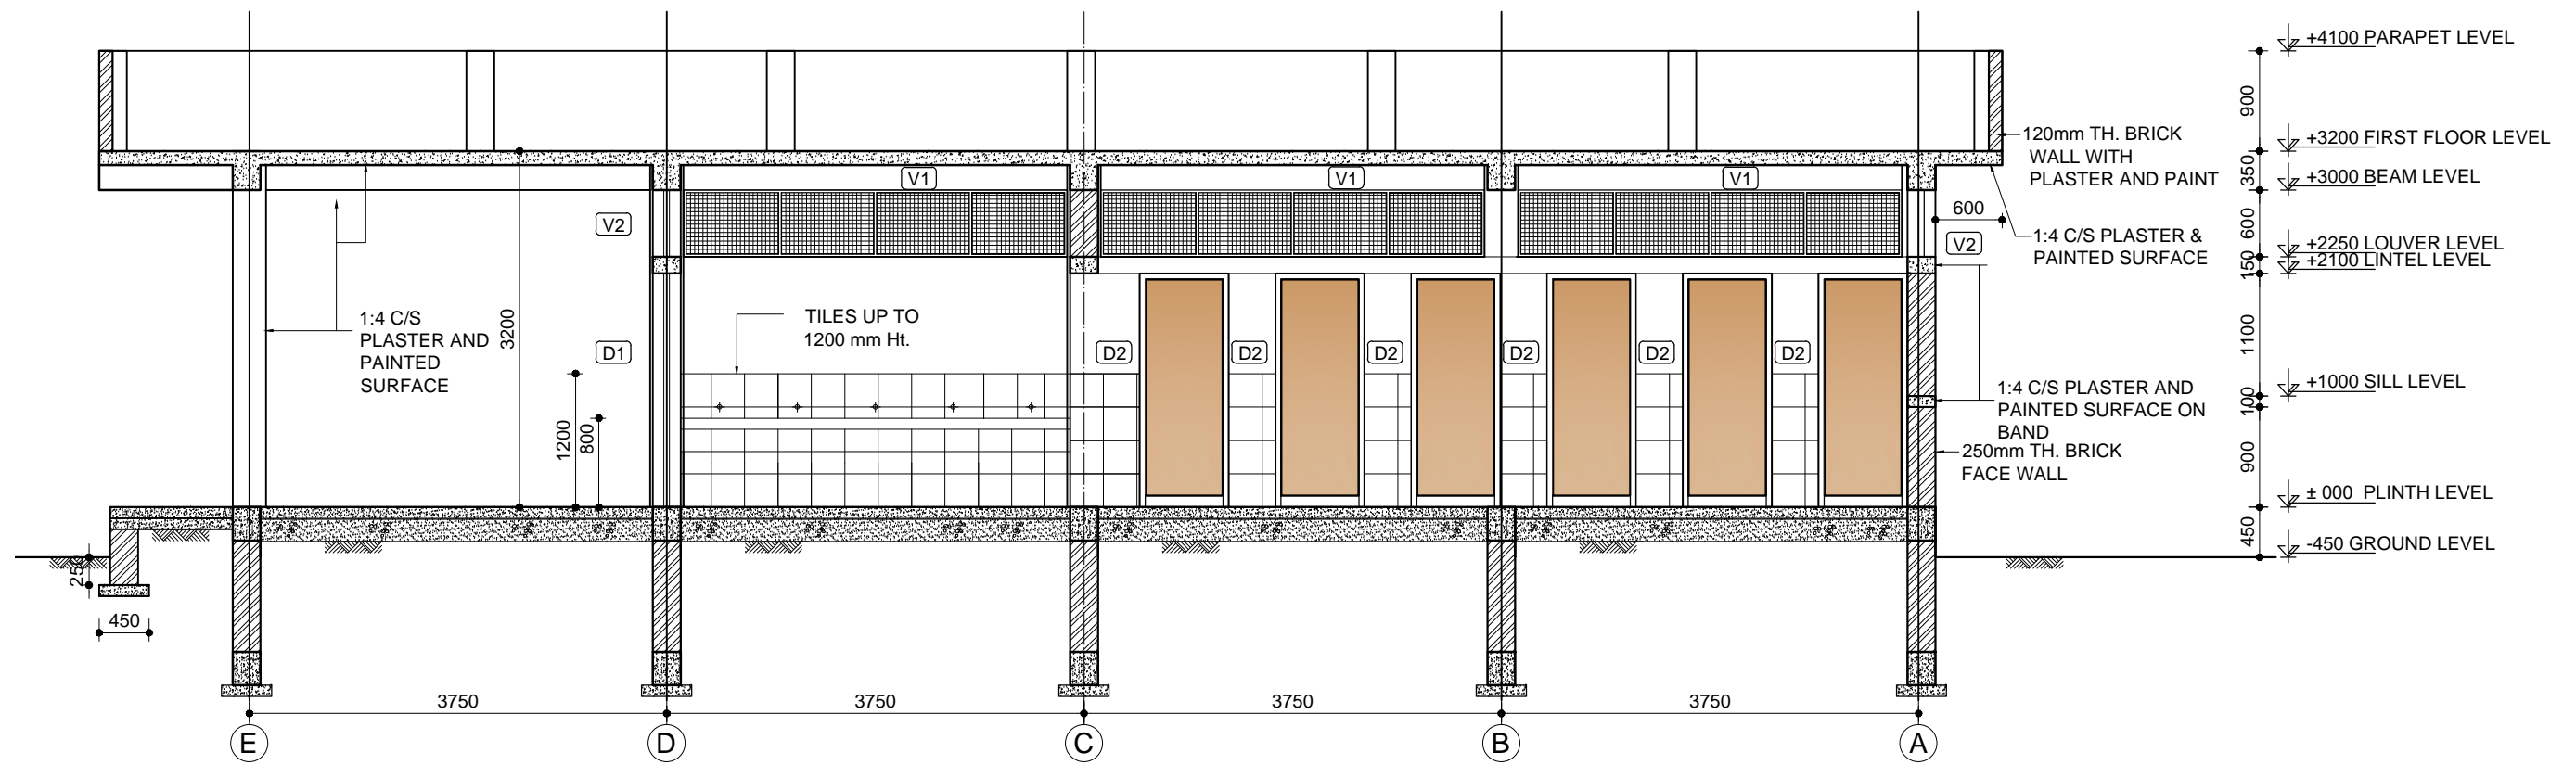 +4100 PARAPET LEVEL
900
120mm TH. BRICK
WALL WITH
PLASTER AND PAINT
+3200 FIRST FLOOR LEVEL
350
+3000 BEAM LEVEL
V1
V1
V1
V2
600
V2
1:4 C/S PLASTER &
PAINTED SURFACE
600
+2250 LOUVER LEVEL
150
+2100 LINTEL LEVEL
1:4 C/S
PLASTER AND
PAINTED
SURFACE
3200
TILES UP TO
1200 mm Ht.
D1
D2
D2
D2
D2
D2
D2
1100
1:4 C/S PLASTER AND
PAINTED SURFACE ON
BAND
+1000 SILL LEVEL
100
1200
800
250mm TH. BRICK
FACE WALL
900
± 000 PLINTH LEVEL
450
-450 GROUND LEVEL
250
450
3750
3750
3750
3750
E
D
C
B
A